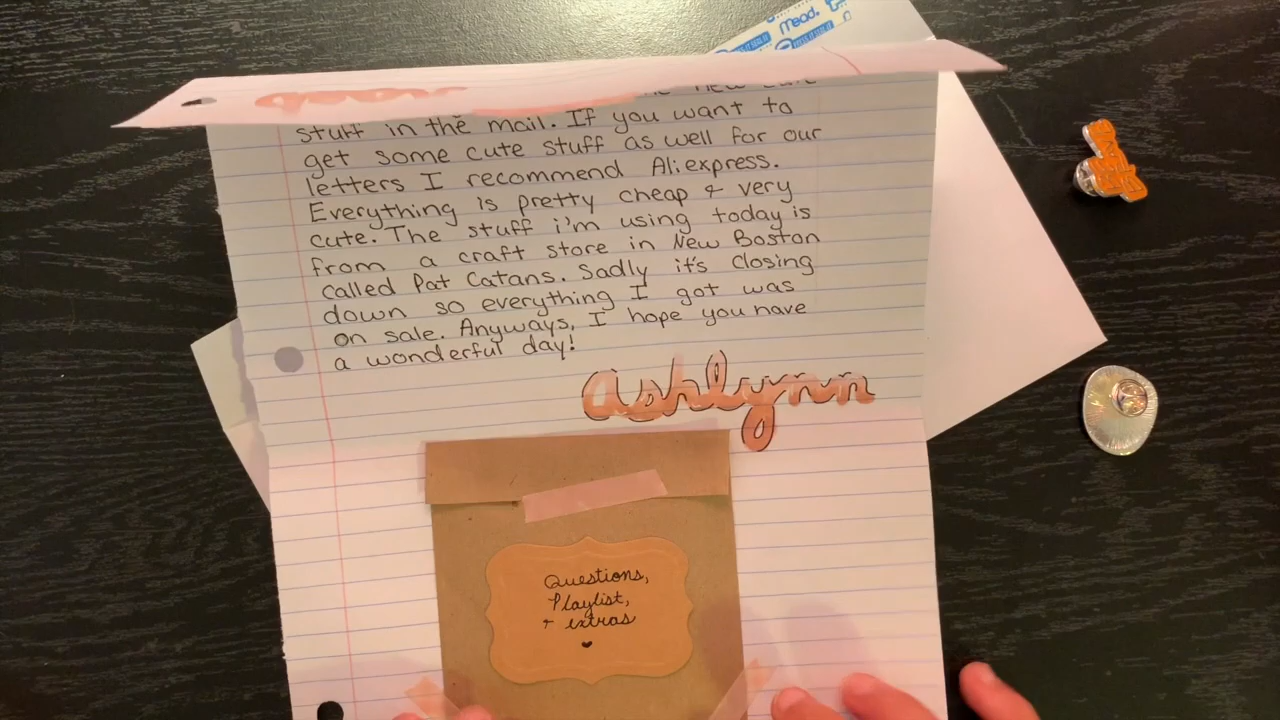 Mead.
new
stuff in the mail. If you want to
get some cute stuff as well for our
letters I recommend Aliexpress.
Everything is pretty cheap & very
cute. The stuff i'm using today is
from a craft store in New Boston
called Pat Catans. Sadly it's closing
down so everything I got was
on sale. Anyways, I hope you have
a wonderful day!
ashlynn
Questions,
Playlist,
& extras